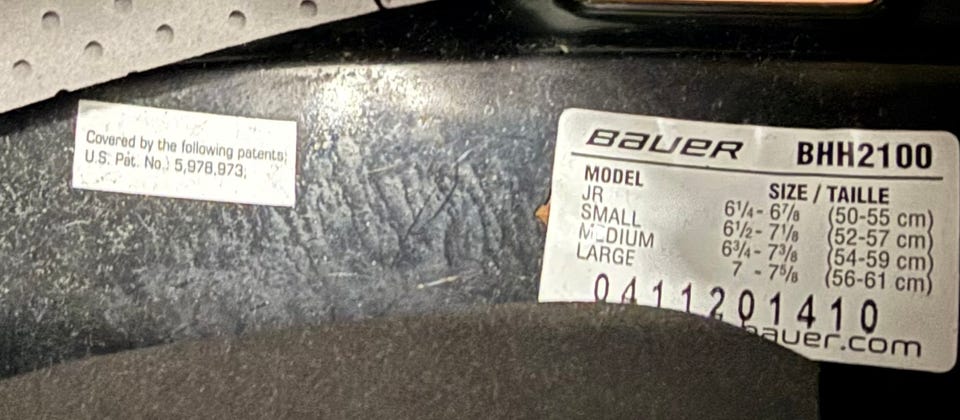 Covered by the following patents;
U.S. Pat. No.: 5,978,973;
BAUER BHH2100
MODEL SIZE / TAILLE
JR 6¼- 6⅞ (50-55 cm)
SMALL 6½- 7⅛ (52-57 cm)
MEDIUM 6¾- 7⅜ (54-59 cm)
LARGE 7 - 7⅝ (56-61 cm)
0411201410
bauer.com